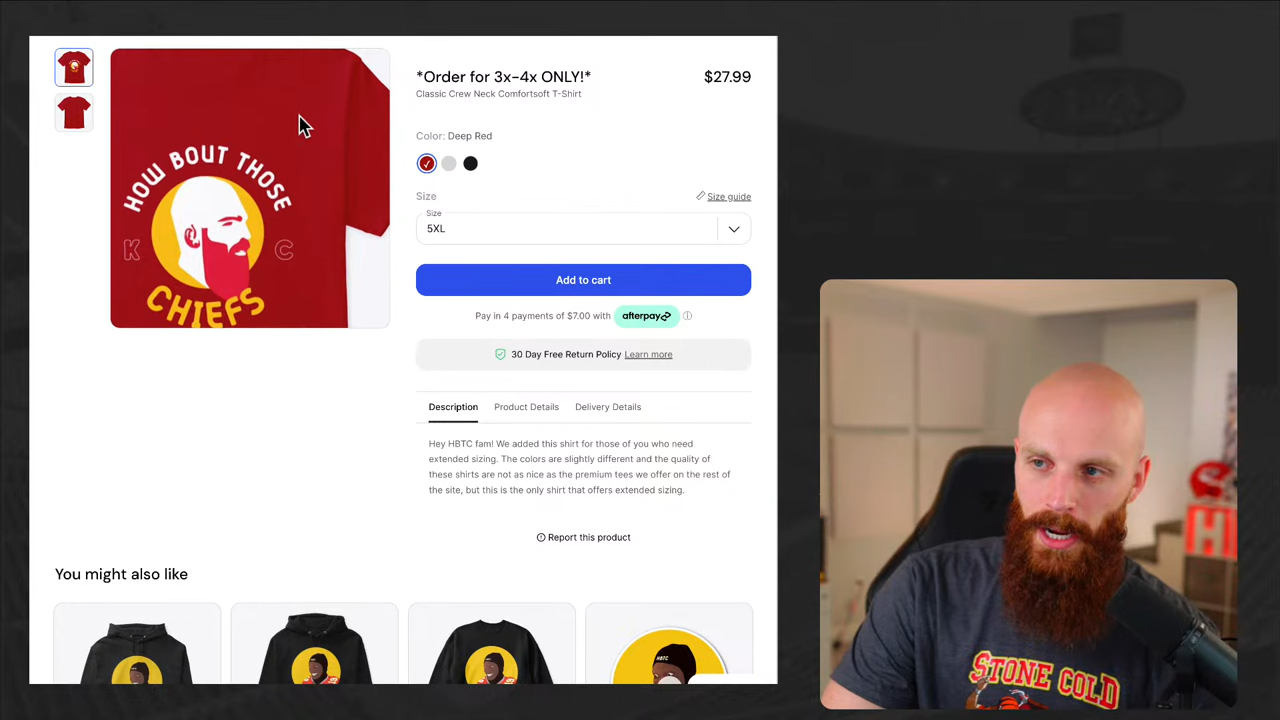 *Order for 3x-4x ONLY!*
$27.99
Classic Crew Neck Comfortsoft T-Shirt
Color: Deep Red
Size
Size guide
Size
5XL
Add to cart
Pay in 4 payments of $7.00 with afterpay
30 Day Free Return Policy Learn more
Description
Product Details
Delivery Details
Hey HBTC fam! We added this shirt for those of you who need
extended sizing. The colors are slightly different and the quality of
these shirts are not as nice as the premium tees we offer on the rest of
the site, but this is the only shirt that offers extended sizing.
Report this product
You might also like
HOW BOUT THOSE
K C
CHIEFS
HBTC
STONE COLD